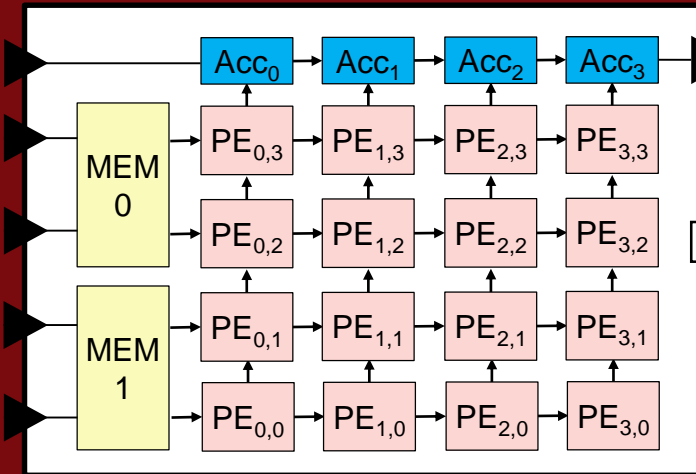 Acc0 Acc1 Acc2 Acc3
MEM
0
PE0,3 PE1,3 PE2,3 PE3,3
PE0,2 PE1,2 PE2,2 PE3,2
MEM
1
PE0,1 PE1,1 PE2,1 PE3,1
PE0,0 PE1,0 PE2,0 PE3,0